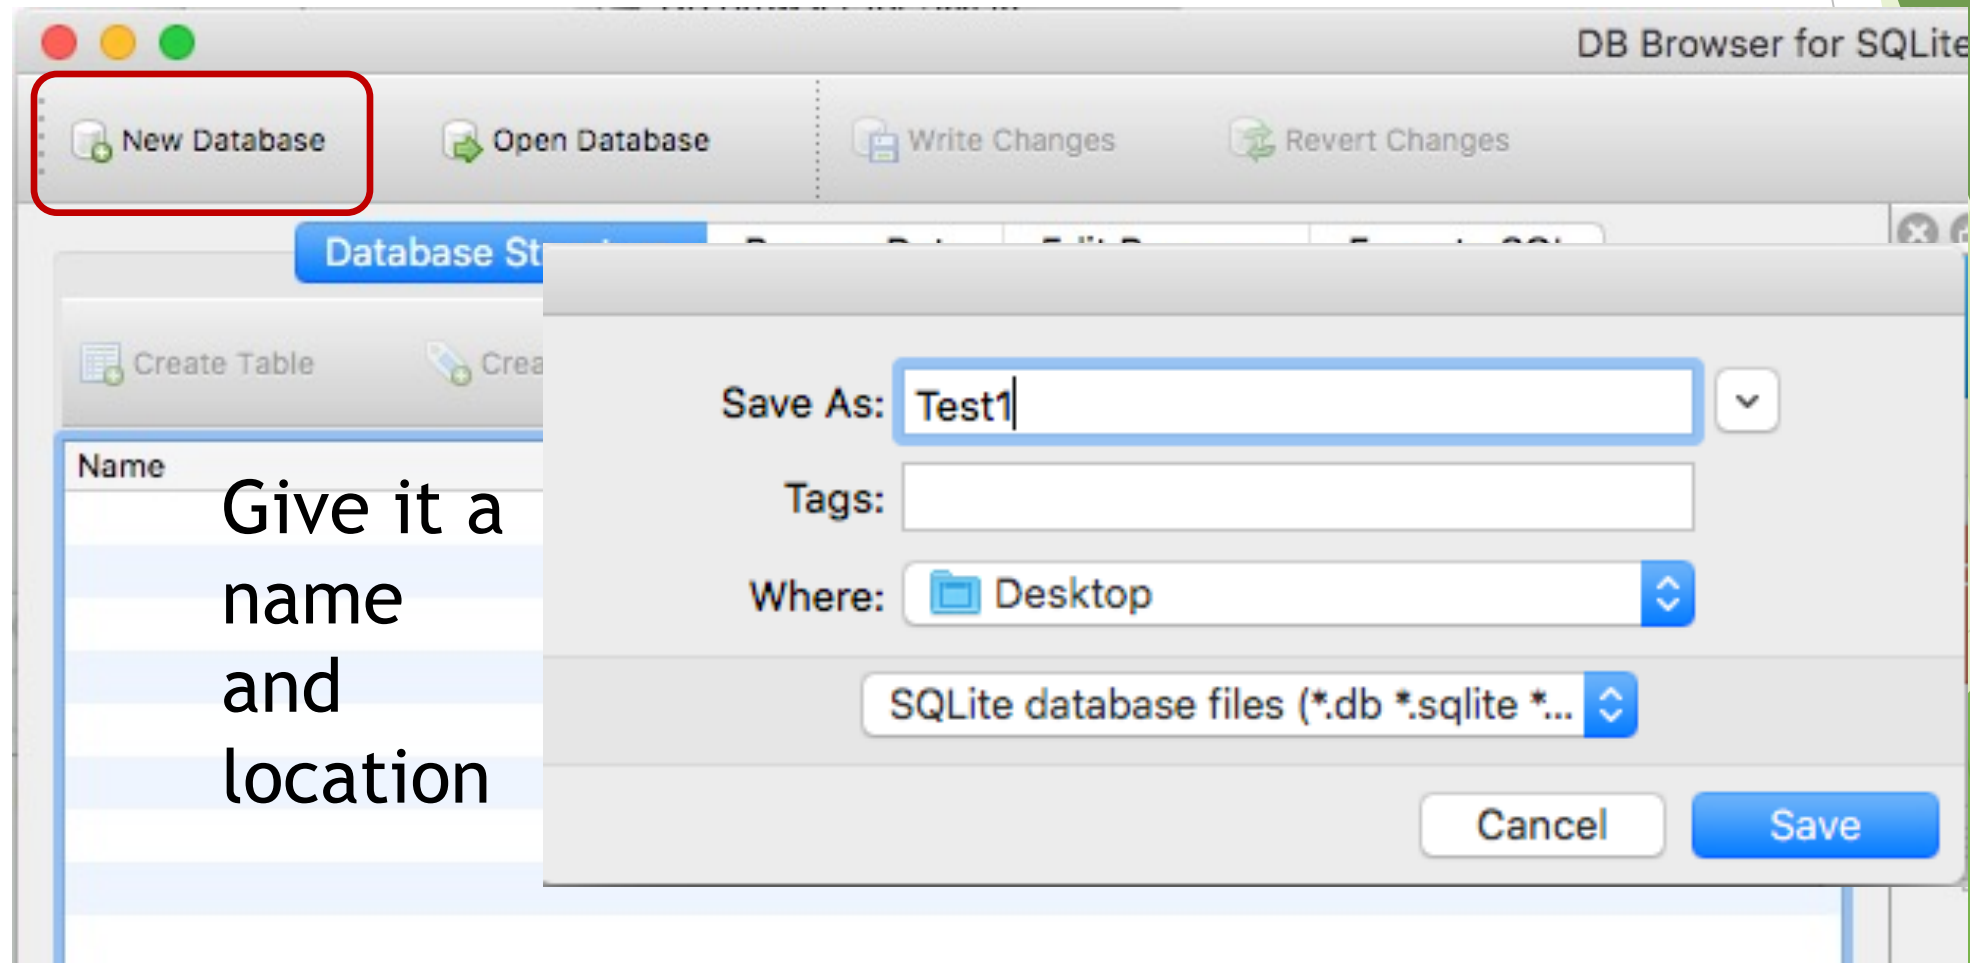 DB Browser for SQLite
New Database Open Database Write Changes Revert Changes
Database
Create Table
Name
Give it a
name
and
location
Save As: Test1
Tags:
Where: Desktop
SQLite database files (*.db *.sqlite *...
Cancel Save